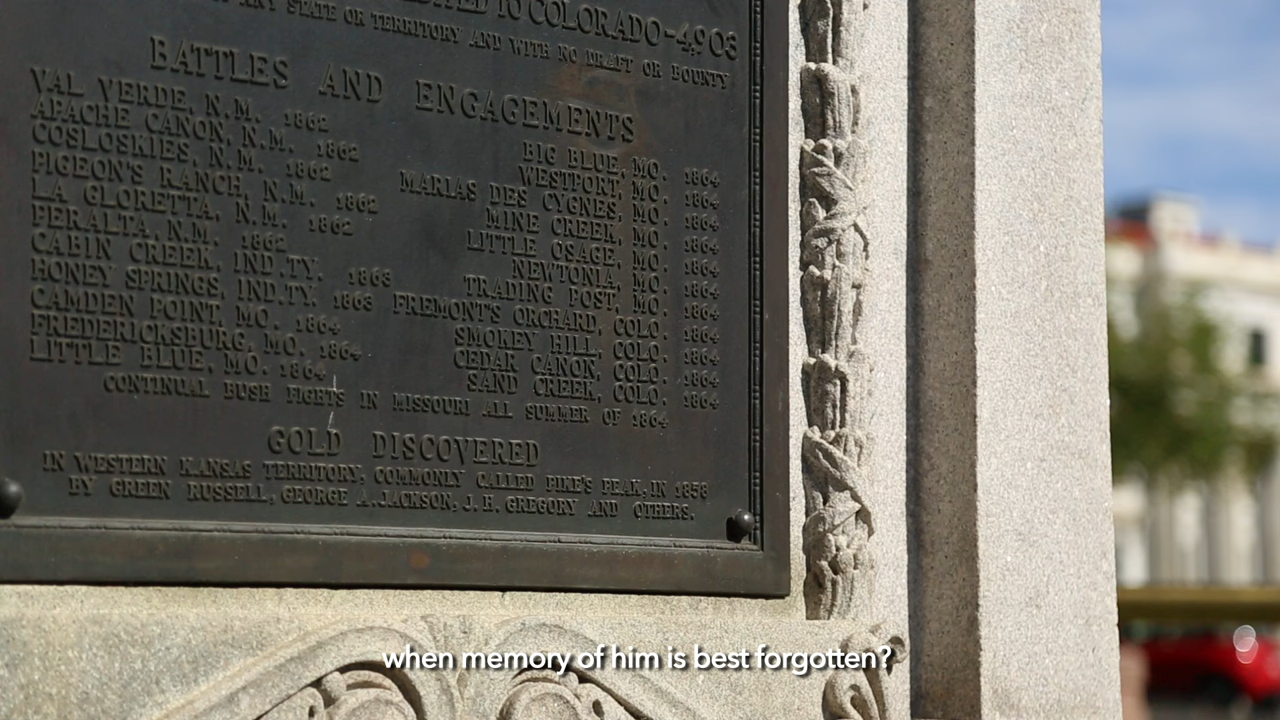 CREDITED TO COLORADO-4903
ANY STATE OR TERRITORY AND WITH NO DRAFT OR BOUNTY
BATTLES AND ENGAGEMENTS
VAL VERDE, N.M. 1862
APACHE CANON, N.M. 1862
COSLOSKIES, N.M. 1862
PIGEON'S RANCH, N.M. 1862
LA GLORETTA, N.M. 1862
PERALTA, N.M. 1862
CABIN CREEK, IND.TY. 1863
HONEY SPRINGS, IND.TY. 1863
CAMDEN POINT, MO. 1864
FREDERICKSBURG, MO. 1864
LITTLE BLUE, MO. 1864
BIG BLUE, MO. 1864
WESTPORT, MO. 1864
MARIAS DES CYGNES, MO. 1864
MINE CREEK, MO. 1864
LITTLE OSAGE, MO. 1864
NEWTONIA, MO. 1864
TRADING POST, MO. 1864
FREMONT'S ORCHARD, COLO. 1864
SMOKEY HILL, COLO. 1864
CEDAR CANON, COLO. 1864
SAND CREEK, COLO. 1864
CONTINUAL BUSH FIGHTS IN MISSOURI ALL SUMMER OF 1864
GOLD DISCOVERED
IN WESTERN KANSAS TERRITORY, COMMONLY CALLED PIKE'S PEAK, IN 1858
BY GREEN RUSSELL, GEORGE A. JACKSON, J. H. GREGORY AND OTHERS.
when memory of him is best forgotten?